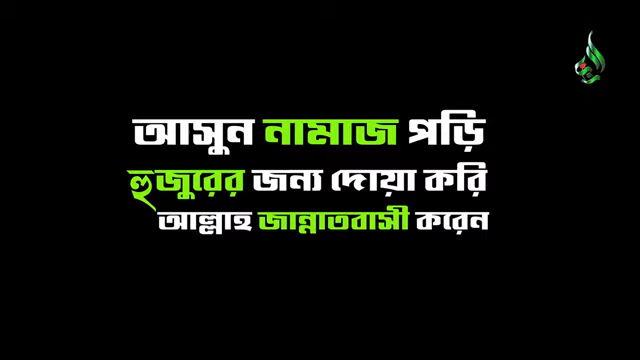 আসুন নামাজ পড়ি
হুজুরের জন্য দোয়া করি
আল্লাহ জান্নাতবাসী করেন